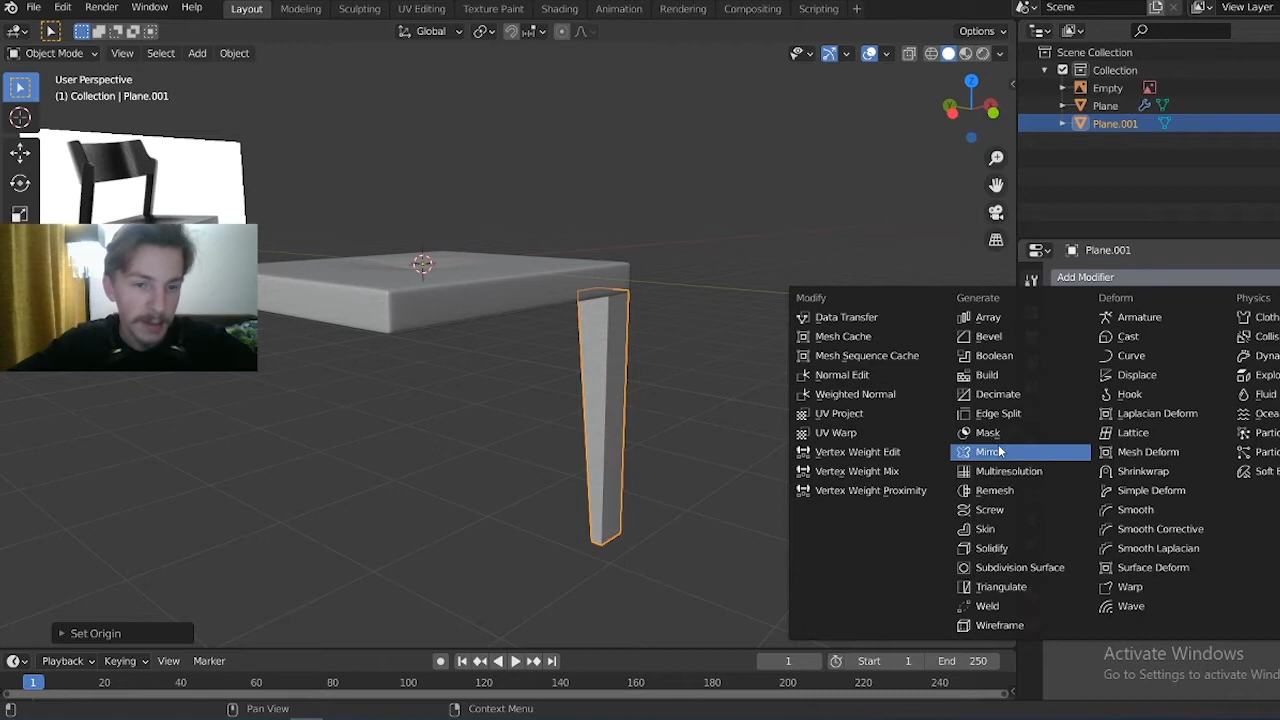 File Edit Render Window Help Layout Modeling Sculpting UV Editing Texture Paint Shading Animation Rendering Compositing Scripting + Scene View Layer
Global Options
Object Mode View Select Add Object
User Perspective
(1) Collection | Plane.001
Scene Collection
Collection
Empty
Plane
Plane.001
Z
Plane.001
Add Modifier
Modify Generate Deform Physics
Data Transfer Array Armature Cloth
Mesh Cache Bevel Cast Collis
Mesh Sequence Cache Boolean Curve Dyna
Normal Edit Build Displace Explo
Weighted Normal Decimate Hook Fluid
UV Project Edge Split Laplacian Deform Ocea
UV Warp Mask Lattice Partic
Vertex Weight Edit Mirro Mesh Deform Partic
Vertex Weight Mix Multiresolution Shrinkwrap Soft B
Vertex Weight Proximity Remesh Simple Deform
Screw Smooth
Skin Smooth Corrective
Solidify Smooth Laplacian
Subdivision Surface Surface Deform
Triangulate Warp
Weld Wave
Wireframe
Set Origin
Activate Windows
Go to Settings to activate Wind
Playback Keying View Marker 1 Start 1 End 250
1 20 40 60 80 100 120 140 160 180 200 220 240
Pan View Context Menu